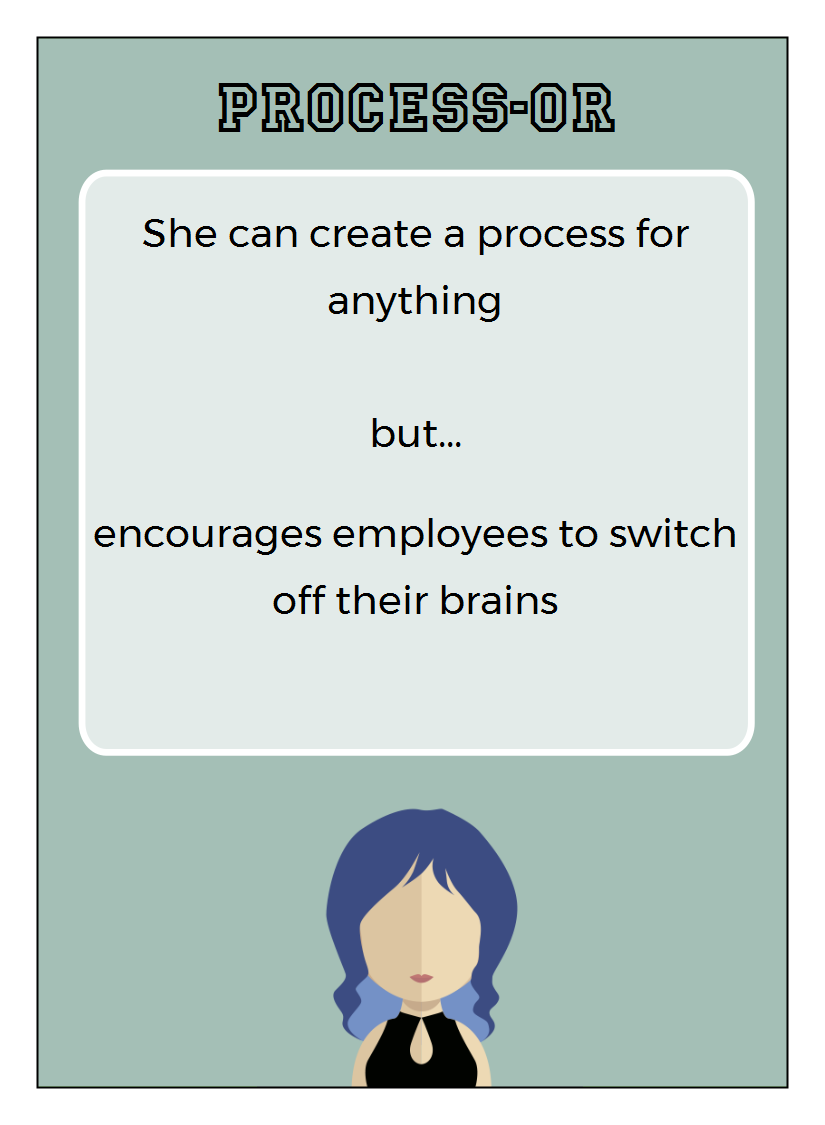 PROCESS-OR
She can create a process for
anything
but...
encourages employees to switch
off their brains